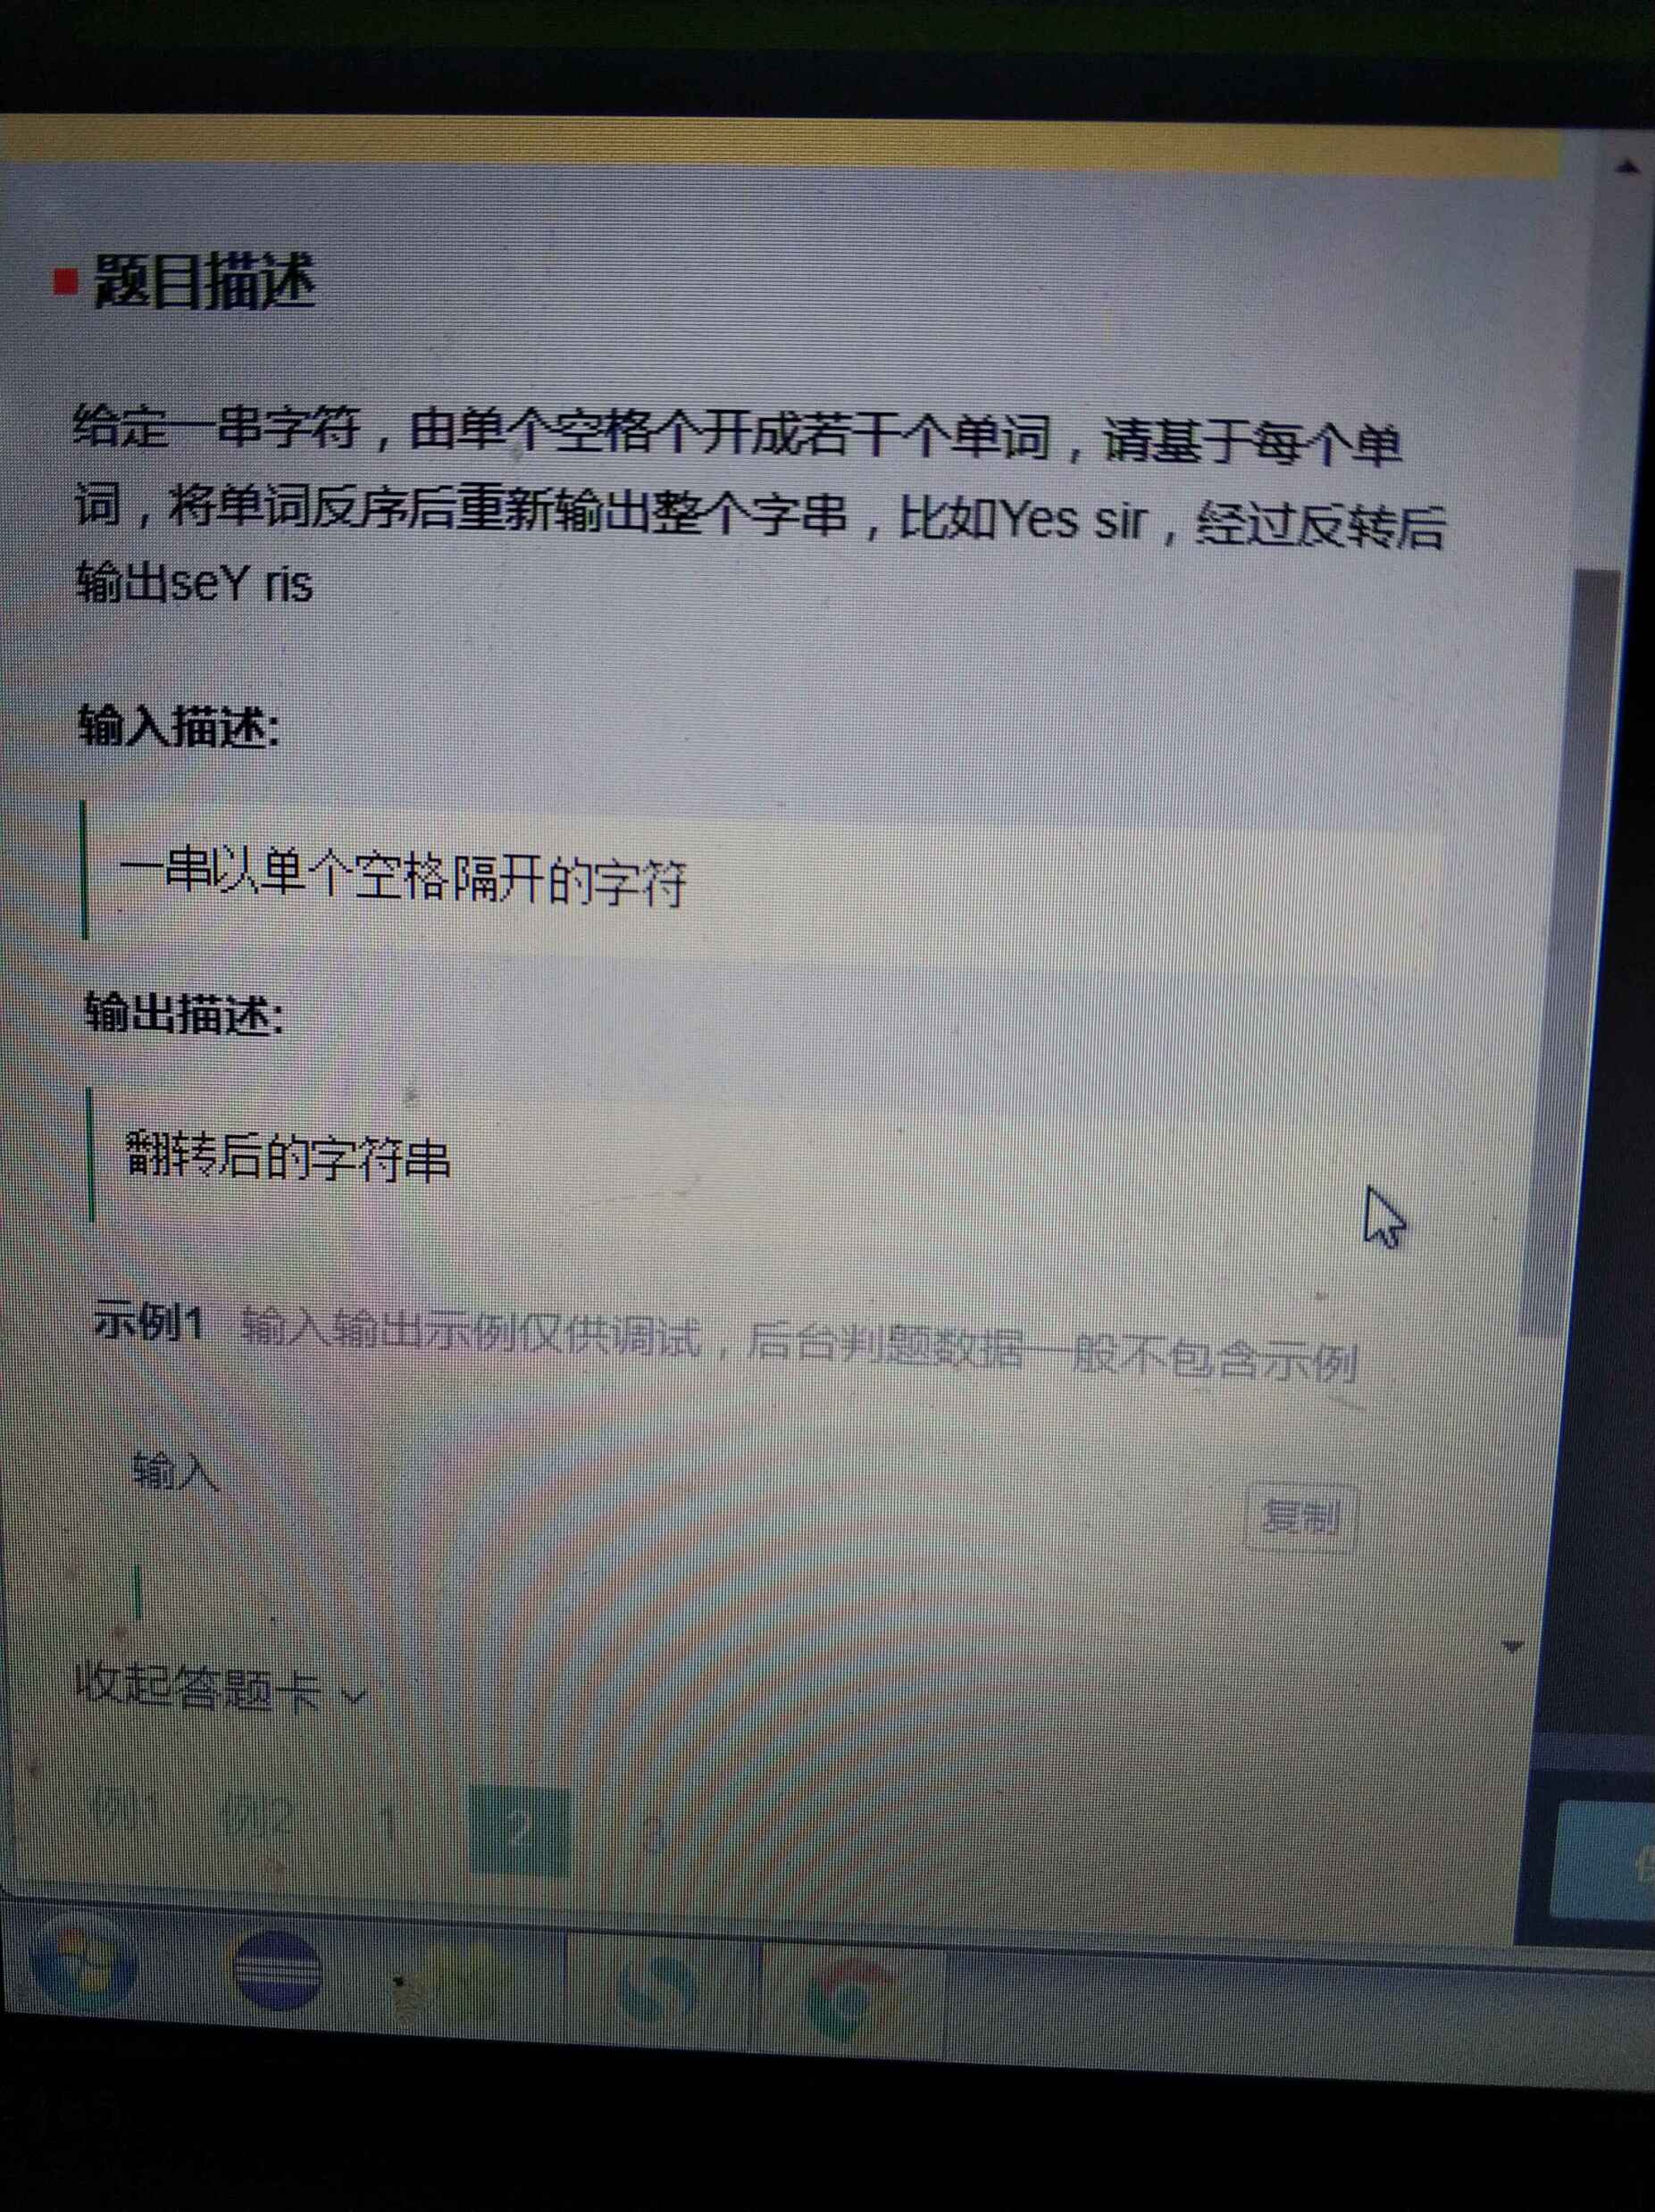 题目描述
给定一串字符，由单个空格个开成若干个单词，请基于每个单
词，将单词反序后重新输出整个字串，比如Yes sir，经过反转后
输出seY ris
输入描述:
一串以单个空格隔开的字符
输出描述:
翻转后的字符串
示例1 输入输出示例仅供调试，后台判题数据一般不包含示例
输入
复制
收起答题卡
例1 例2 1 2 3